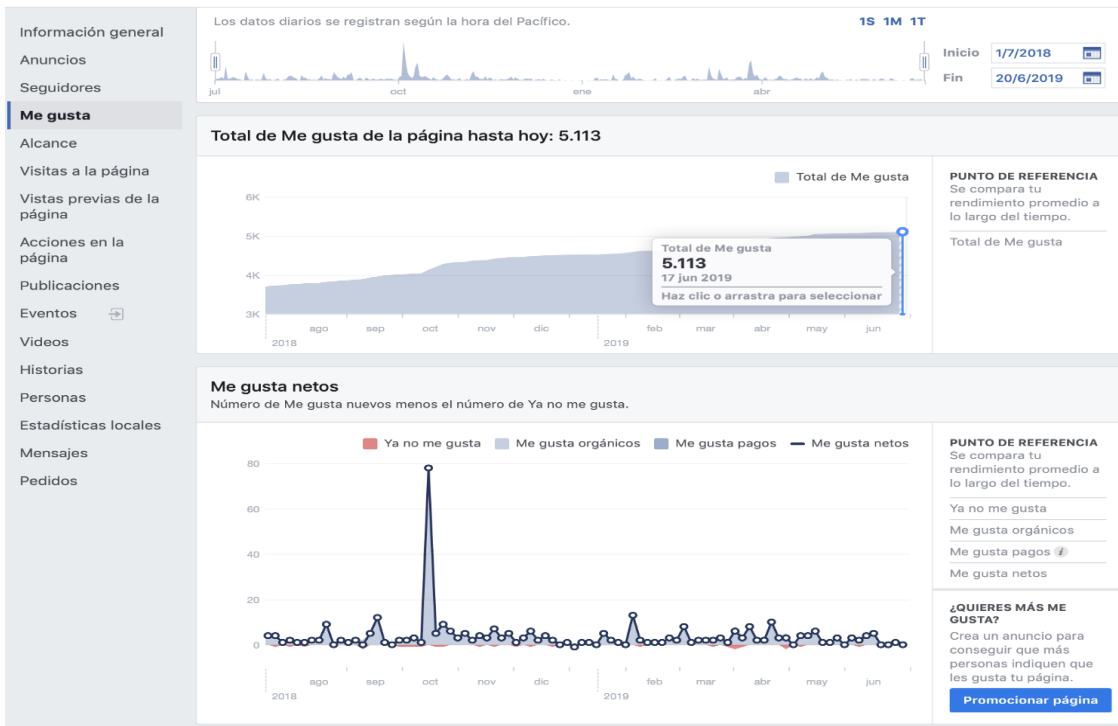 Información general
Anuncios
Seguidores
Me gusta
Alcance
Visitas a la página
Vistas previas de la
página
Acciones en la
página
Publicaciones
Eventos
Videos
Historias
Personas
Estadísticas locales
Mensajes
Pedidos
Los datos diarios se registran según la hora del Pacífico.
1S 1M 1T
Inicio 1/7/2018
Fin 20/6/2019
jul oct ene abr
Total de Me gusta de la página hasta hoy: 5.113
Total de Me gusta
6K
5K
4K
3K
Total de Me gusta
5.113
17 jun 2019
Haz clic o arrastra para seleccionar
ago sep oct nov dic feb mar abr may jun
2018 2019
PUNTO DE REFERENCIA
Se compara tu
rendimiento promedio a
lo largo del tiempo.
Total de Me gusta
Me gusta netos
Número de Me gusta nuevos menos el número de Ya no me gusta.
Ya no me gusta Me gusta orgánicos Me gusta pagos Me gusta netos
80
60
40
20
0
ago sep oct nov dic feb mar abr may jun
2018 2019
PUNTO DE REFERENCIA
Se compara tu
rendimiento promedio a
lo largo del tiempo.
Ya no me gusta
Me gusta orgánicos
Me gusta pagos i
Me gusta netos
¿QUIERES MÁS ME
GUSTA?
Crea un anuncio para
conseguir que más
personas indiquen que
les gusta tu página.
Promocionar página